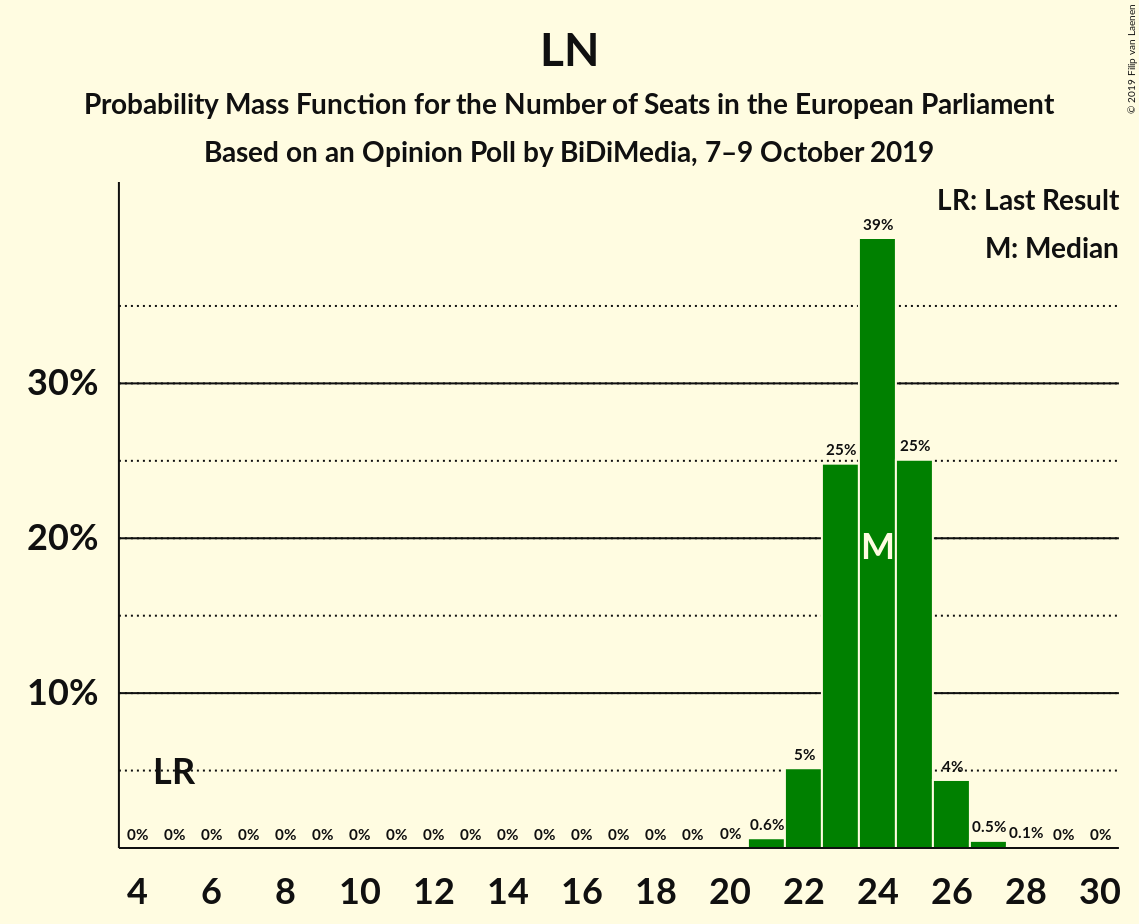 LN
Probability Mass Function for the Number of Seats in the European Parliament
Based on an Opinion Poll by BiDiMedia, 7–9 October 2019
© 2019 Filip van Laenen
LR: Last Result
M: Median
39%
30%
25% 25%
20%
M
10%
5%
LR
4%
0% 0% 0% 0% 0% 0% 0% 0% 0% 0% 0% 0% 0% 0% 0% 0% 0% 0.6% 0.5% 0.1% 0% 0%
4 6 8 10 12 14 16 18 20 22 24 26 28 30